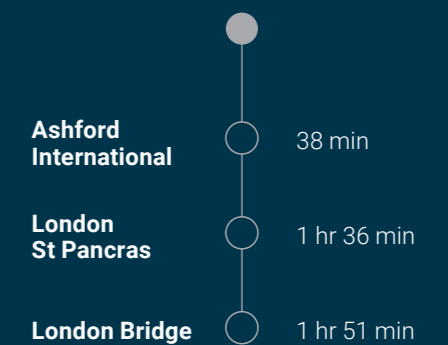 Ashford
International
38 min
London
St Pancras
1 hr 36 min
London Bridge
1 hr 51 min